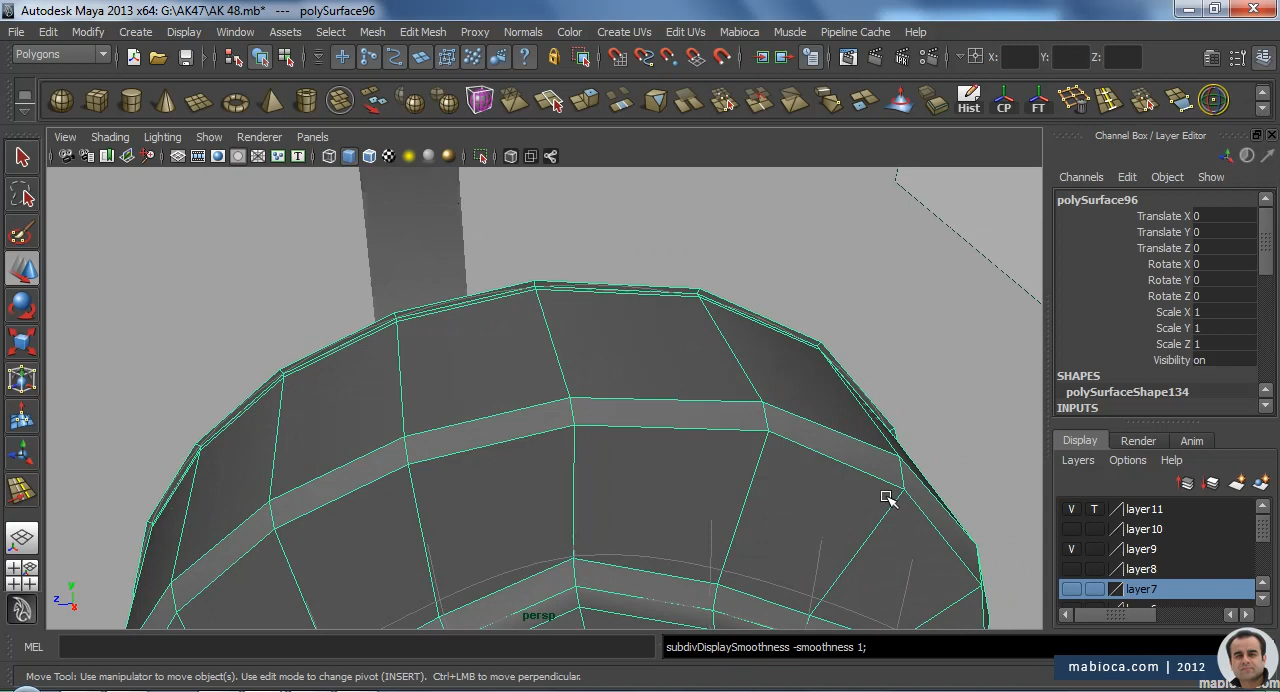 Autodesk Maya 2013 x64: G:\AK47\AK 48.mb* --- polySurface96
File Edit Modify Create Display Window Assets Select Mesh Edit Mesh Proxy Normals Color Create UVs Edit UVs Mabioca Muscle Pipeline Cache Help
Polygons X: Y: Z:
Hist CP FT
View Shading Lighting Show Renderer Panels
Channel Box / Layer Editor
Channels Edit Object Show
polySurface96
Translate X 0
Translate Y 0
Translate Z 0
Rotate X 0
Rotate Y 0
Rotate Z 0
Scale X 1
Scale Y 1
Scale Z 1
Visibility on
SHAPES
polySurfaceShape134
INPUTS
Display Render Anim
Layers Options Help
V T layer11
layer10
V layer9
layer8
layer7
y
z x
persp
MEL subdivDisplaySmoothness -smoothness 1;
Move Tool: Use manipulator to move object(s). Use edit mode to change pivot (INSERT). Ctrl+LMB to move perpendicular.
mabioca.com | 2012
mabioca.com